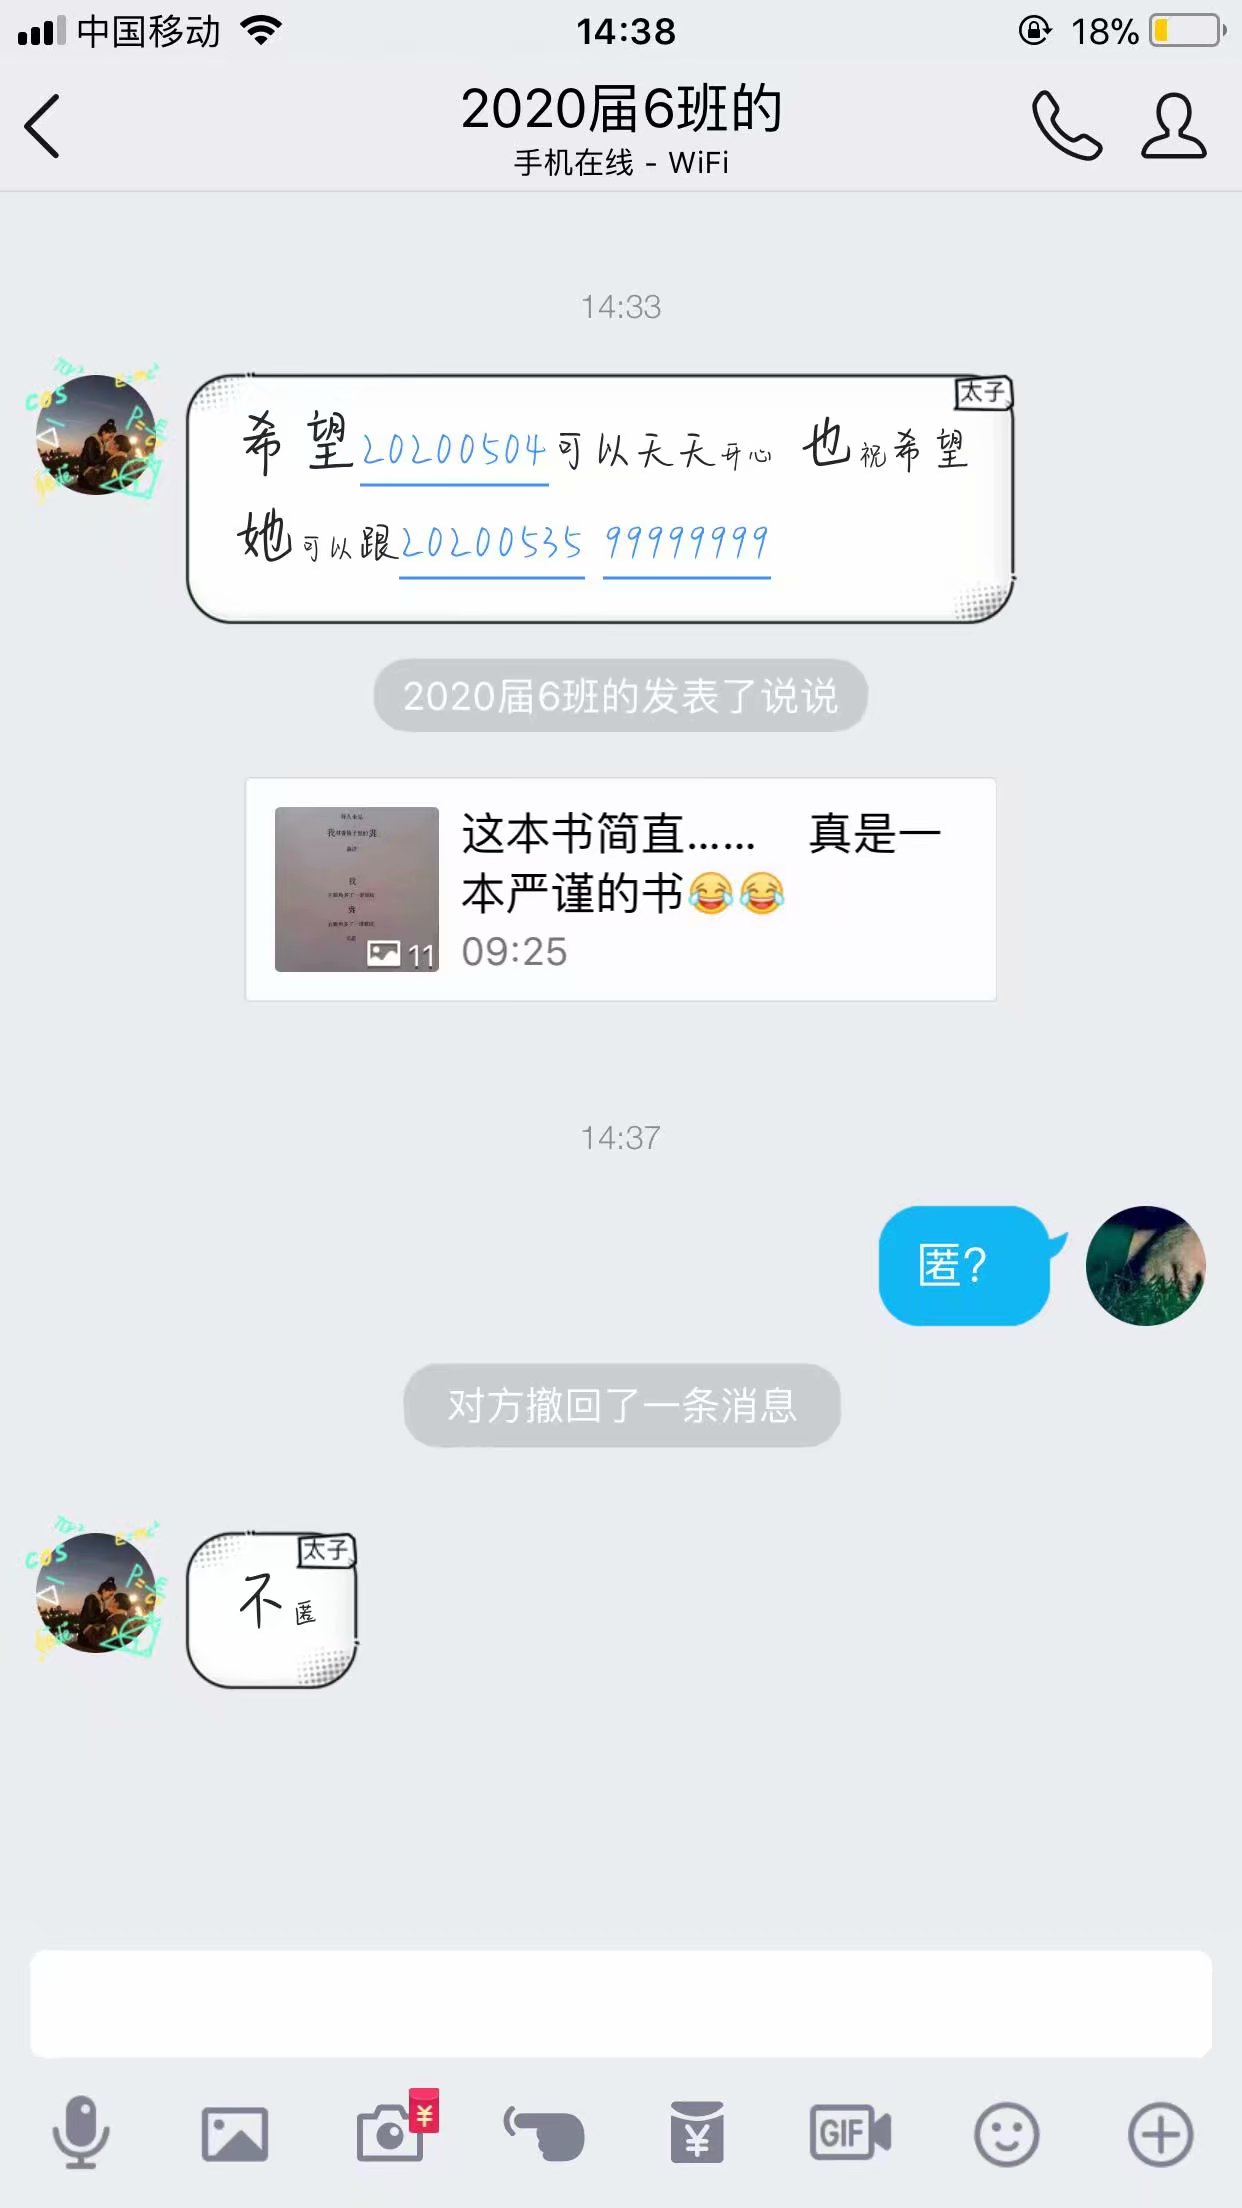 中国移动 14:38 18%
2020届6班的
手机在线 - WiFi
14:33
太子
希望20200504可以天天开心 也祝希望
她可以跟20200535 99999999
2020届6班的发表了说说
这本书简直…… 真是一
本严谨的书😂😂
11
09:25
14:37
匿？
对方撤回了一条消息
太子
不匿
¥
¥
GIF